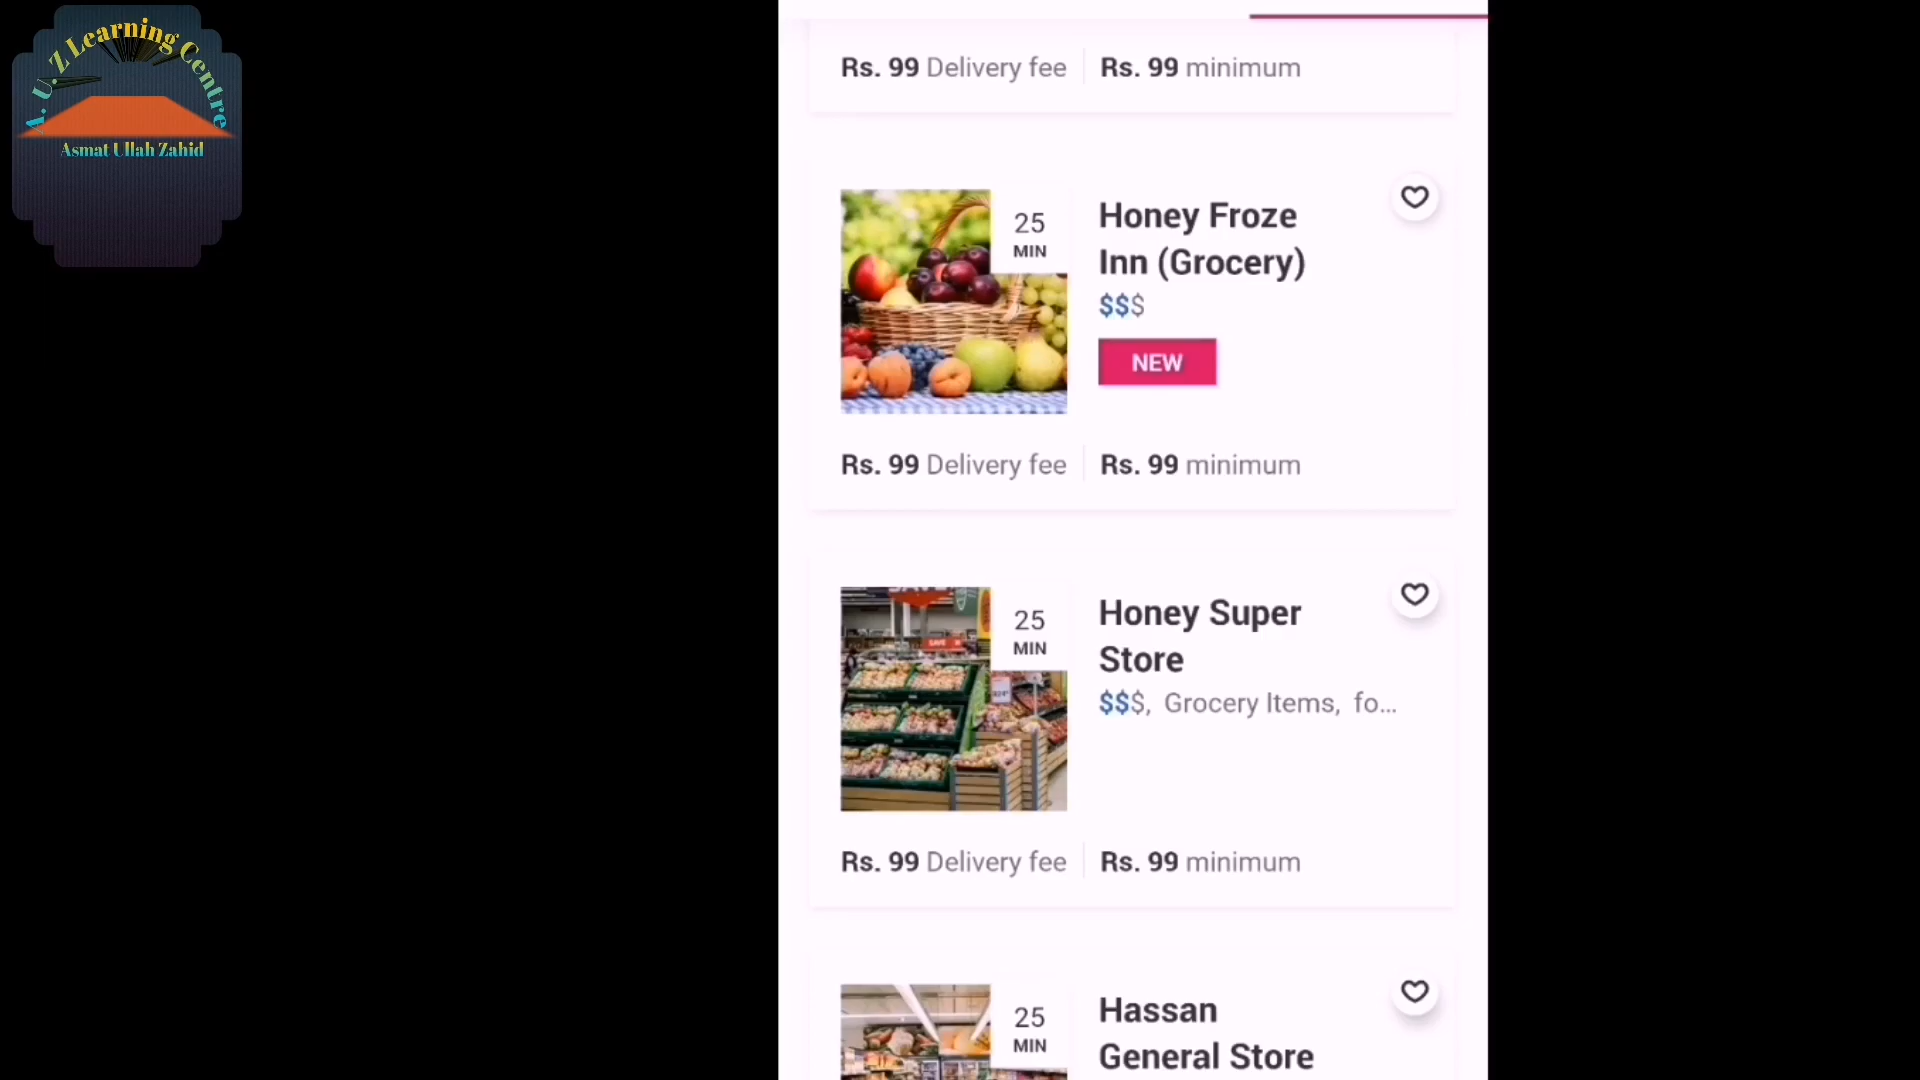 A. U. Z Learning Centre
Asmat Ullah Zahid
Rs. 99 Delivery fee
Rs. 99 minimum
25
MIN
Honey Froze
Inn (Grocery)
$$$
NEW
Rs. 99 Delivery fee
Rs. 99 minimum
SAVE
25
MIN
Honey Super
Store
$$$, Grocery Items, fo...
Rs. 99 Delivery fee
Rs. 99 minimum
25
MIN
Hassan
General Store